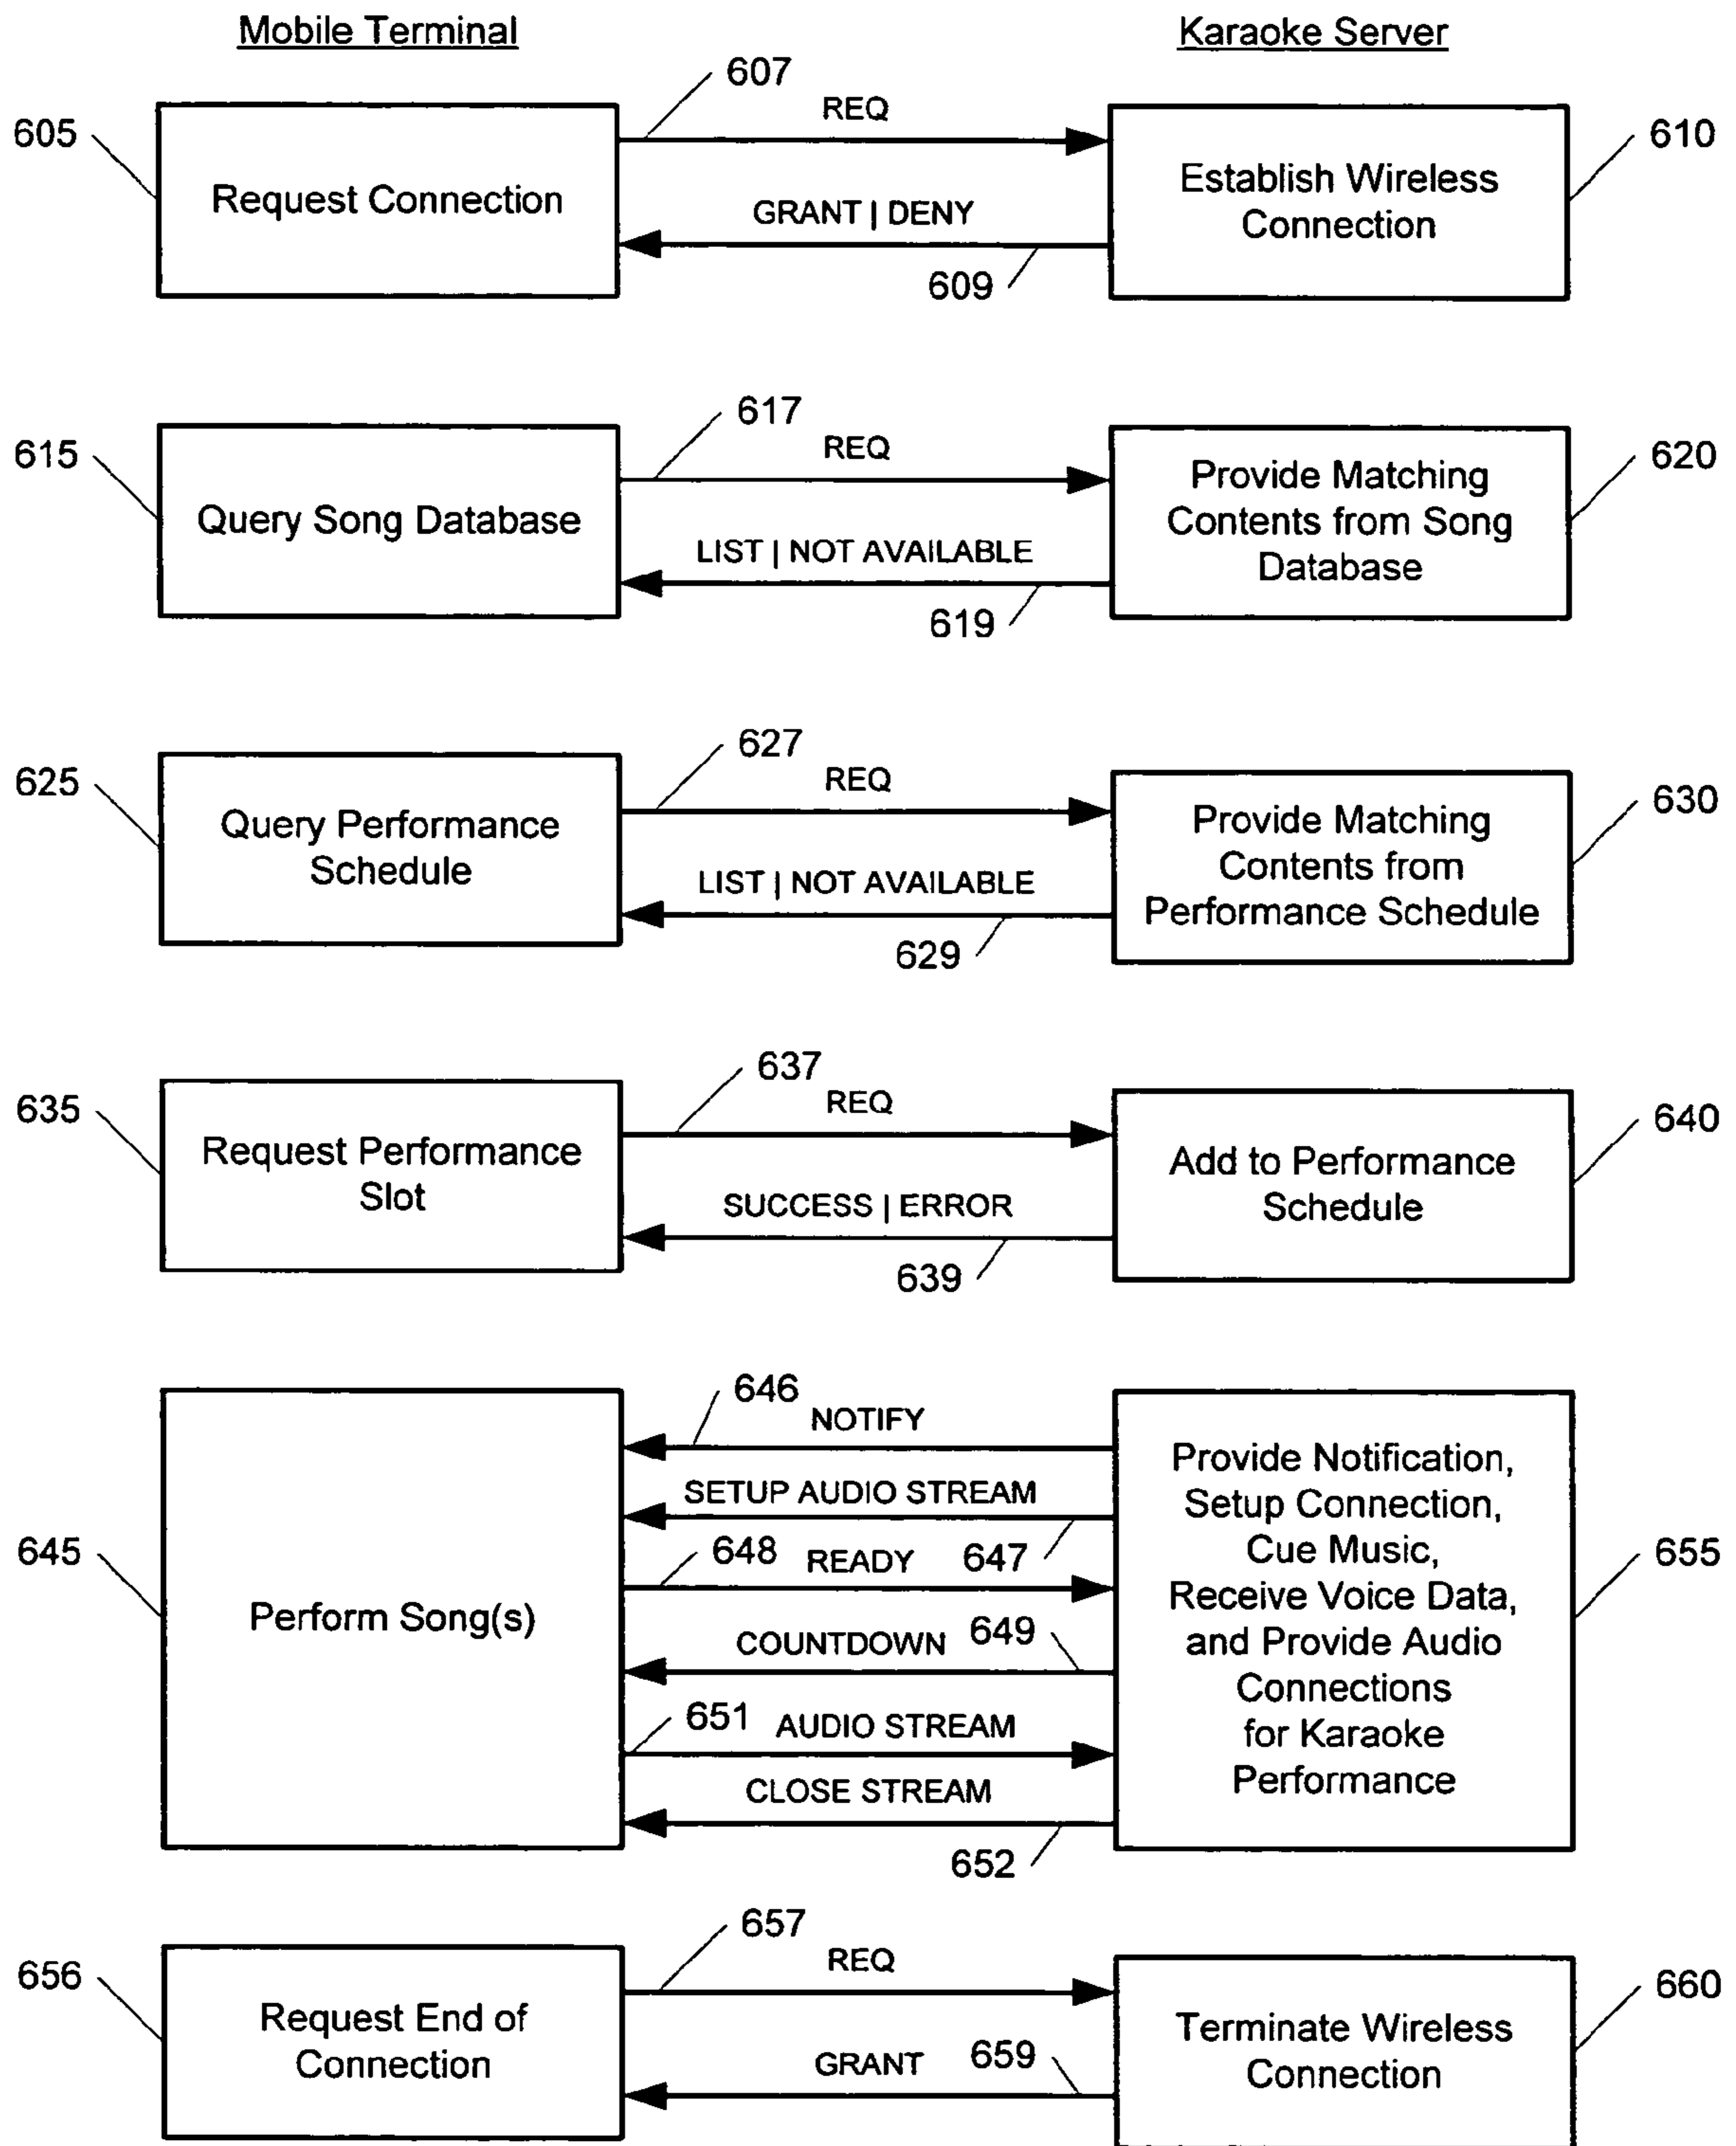 Mobile Terminal
Karaoke Server
607
REQ
605
Request Connection
Establish Wireless
Connection
610
GRANT | DENY
609
617
REQ
615
Query Song Database
Provide Matching
Contents from Song
Database
620
LIST | NOT AVAILABLE
619
627
REQ
625
Query Performance
Schedule
Provide Matching
Contents from
Performance Schedule
630
LIST | NOT AVAILABLE
629
637
REQ
635
Request Performance
Slot
Add to Performance
Schedule
640
SUCCESS | ERROR
639
646
NOTIFY
SETUP AUDIO STREAM
647
648
READY
645
Perform Song(s)
COUNTDOWN
649
651
AUDIO STREAM
CLOSE STREAM
652
Provide Notification,
Setup Connection,
Cue Music,
Receive Voice Data,
and Provide Audio
Connections
for Karaoke
Performance
655
657
REQ
656
Request End of
Connection
GRANT
659
Terminate Wireless
Connection
660